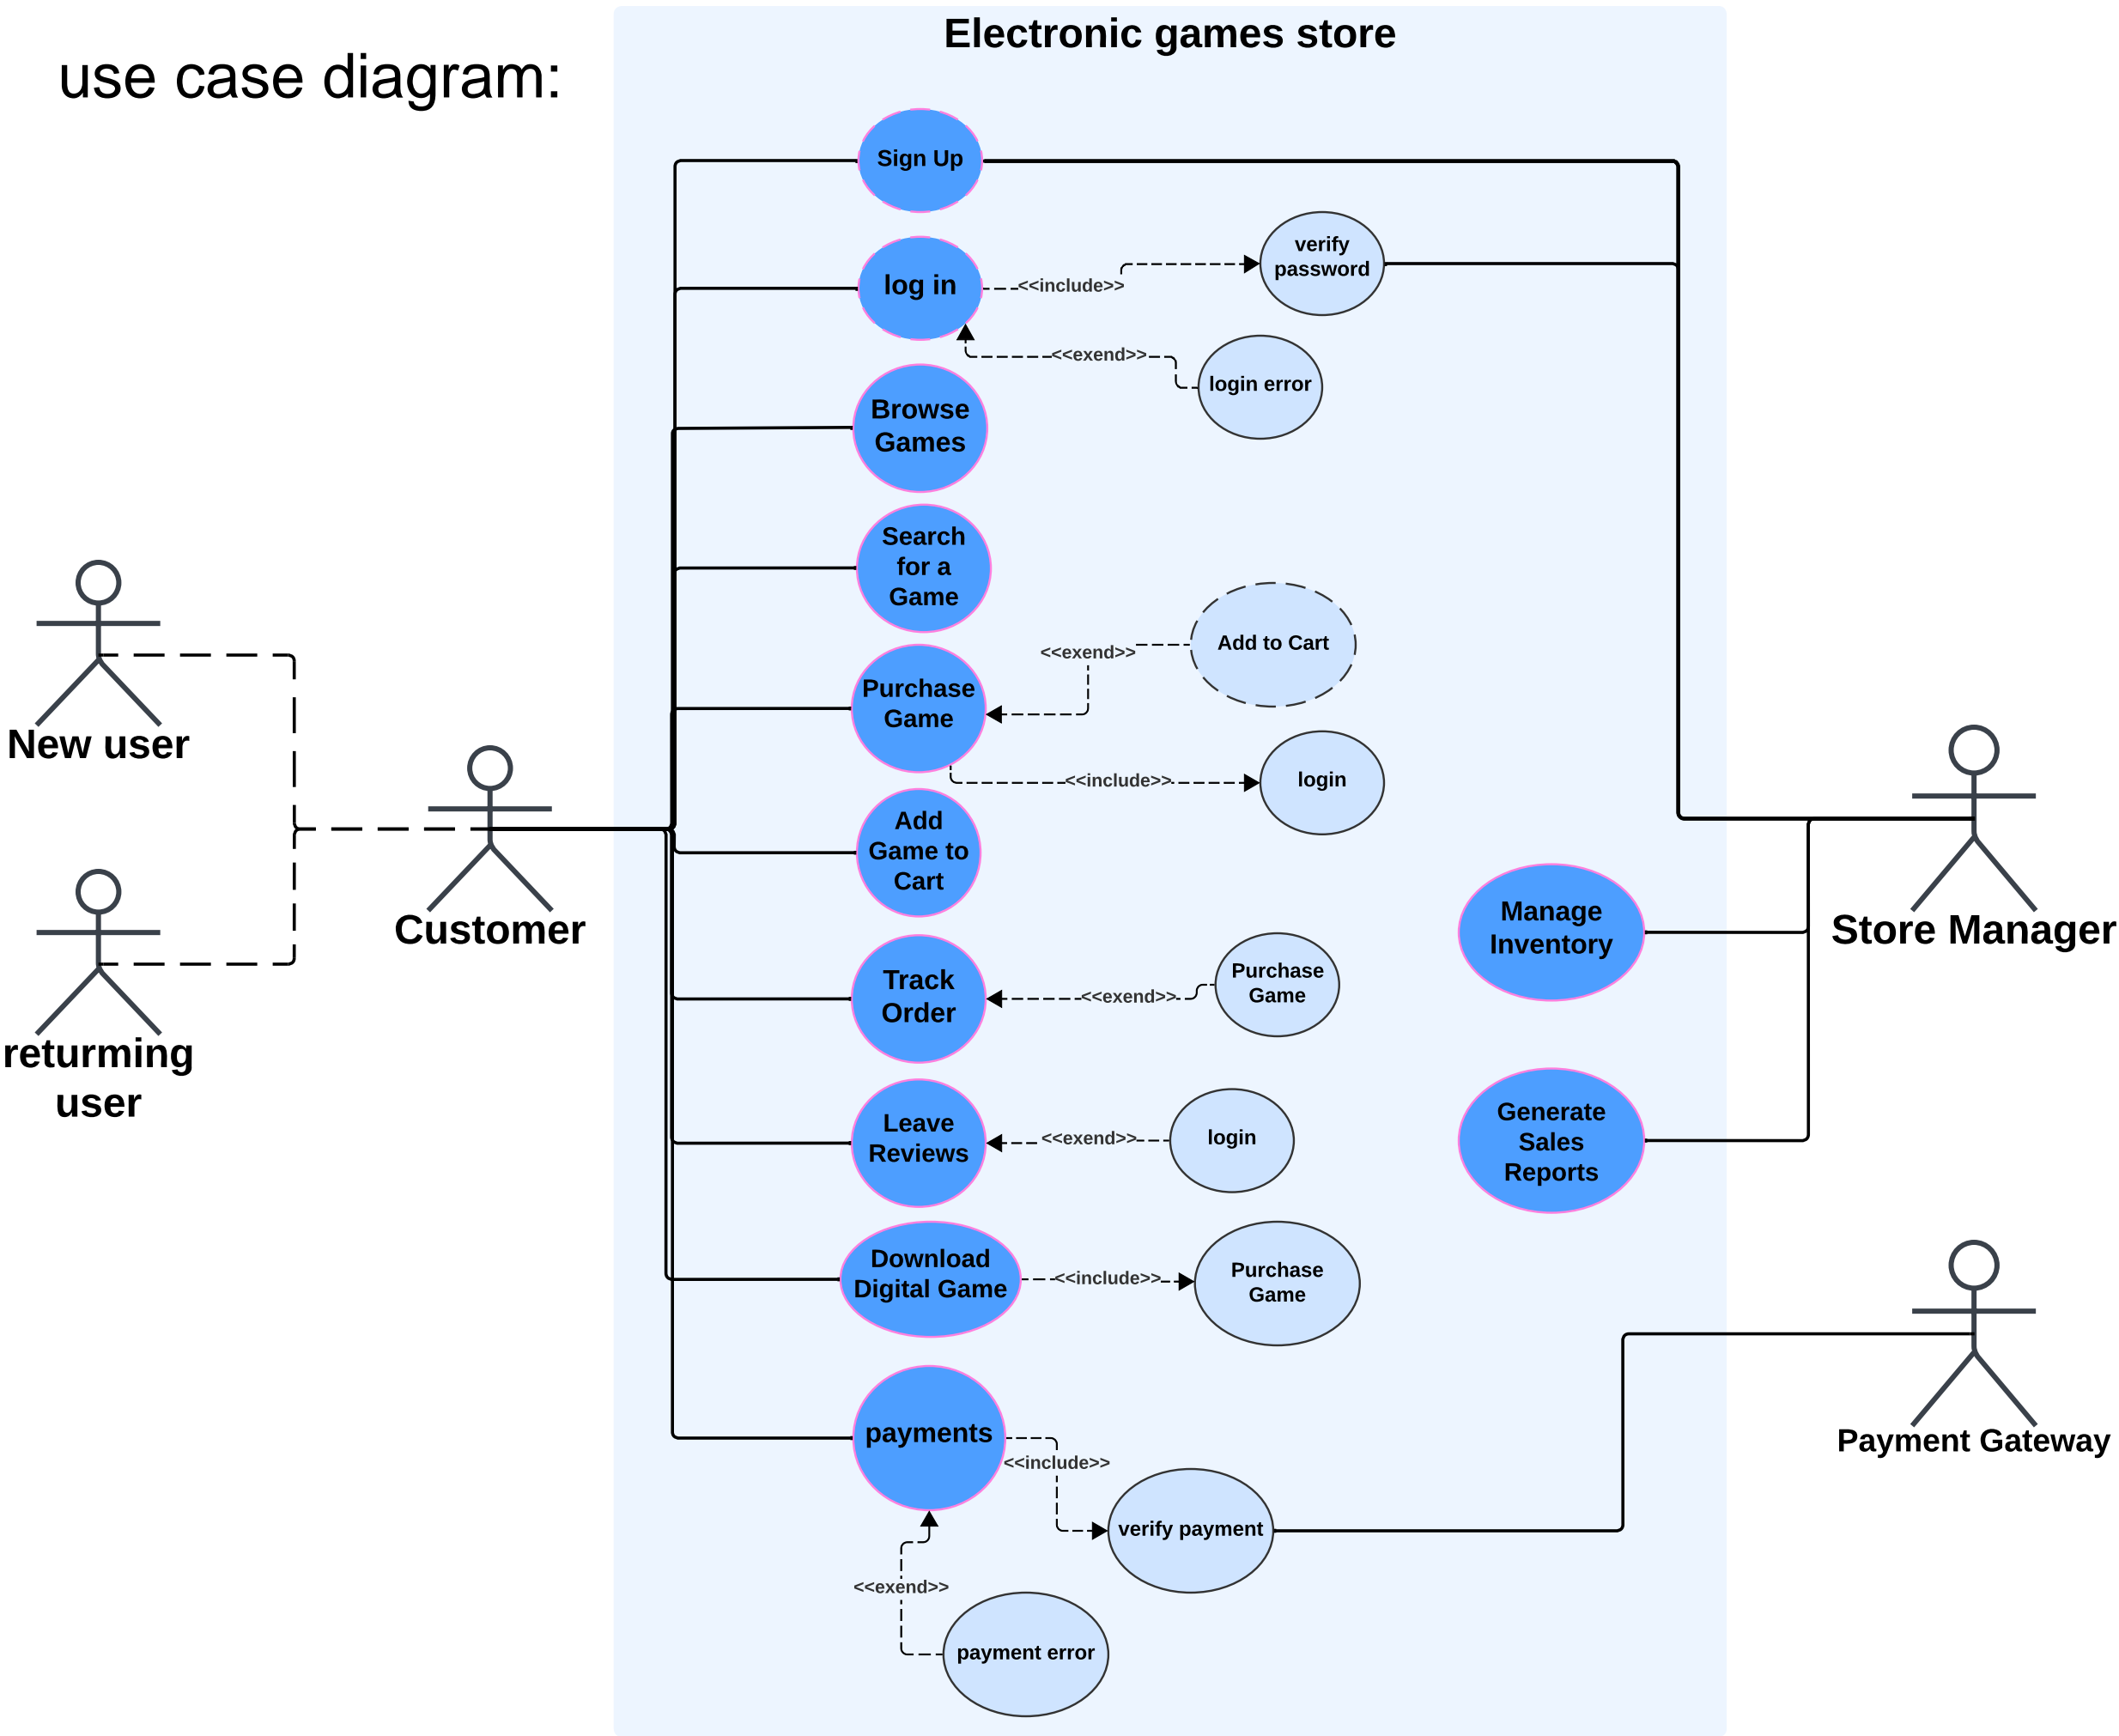 Electronic games store
use case diagram:
Sign Up
verify
password
log in
<<include>>
<<exend>>
login error
Browse
Games
Search
for a
Game
Add to Cart
<<exend>>
Purchase
Game
<<include>>
login
New user
Add
Game to
Cart
Customer
Manage
Inventory
Store Manager
Track
Order
<<exend>>
Purchase
Game
returming
user
Leave
Reviews
<<exend>>
login
Generate
Sales
Reports
Download
Digital Game
<<include>>
Purchase
Game
payments
<<include>>
Payment Gateway
verify payment
<<exend>>
payment error